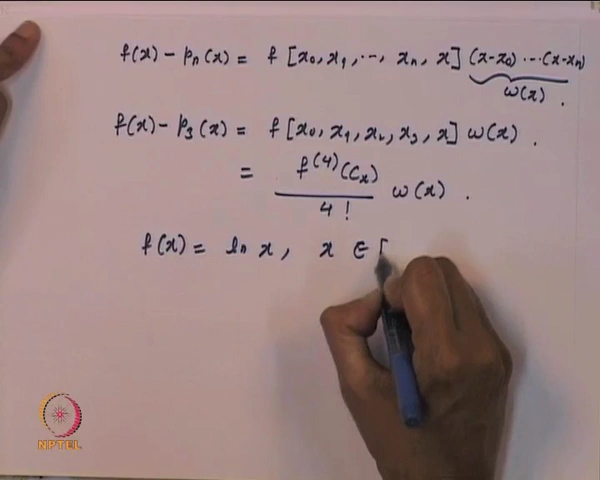 f(x) - pₙ(x) = f [x₀, x₁, ..., xₙ, x] (x-x₀) ... (x-xₙ)
w(x) .
f(x) - p₃(x) = f[x₀, x₁, x₂, x₃, x] w(x) .
= f⁽⁴⁾(cₓ) / 4! w(x) .
f(x) = ln x , x ∈ [
NPTEL